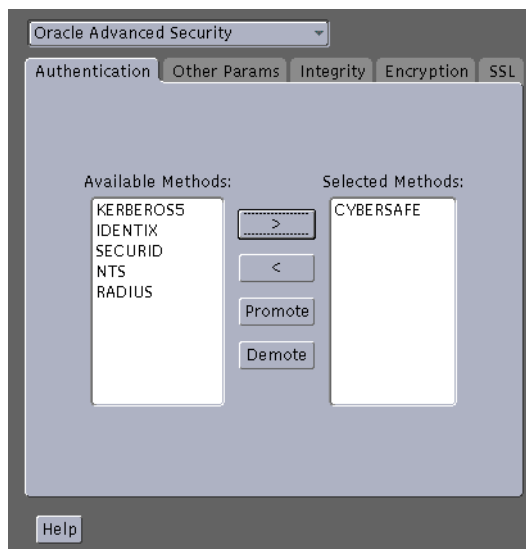 Oracle Advanced Security
Authentication Other Params Integrity Encryption SSL
Available Methods: Selected Methods:
KERBEROS5 > CYBERSAFE
IDENTIX
SECURID
NTS <
RADIUS
Promote
Demote
Help